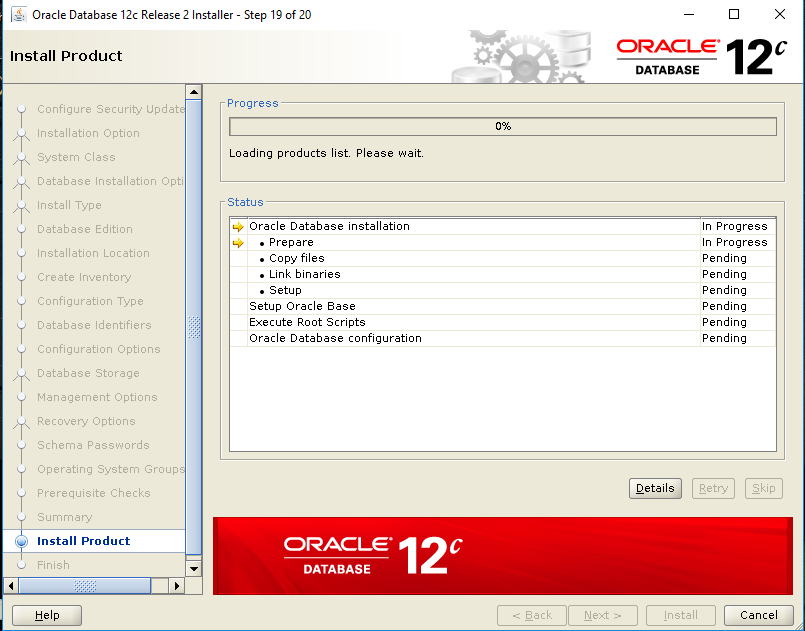 Oracle Database 12c Release 2 Installer - Step 19 of 20
Install Product
ORACLE
DATABASE
12c
Configure Security Update
Installation Option
System Class
Database Installation Opti
Install Type
Database Edition
Installation Location
Create Inventory
Configuration Type
Database Identifiers
Configuration Options
Database Storage
Management Options
Recovery Options
Schema Passwords
Operating System Groups
Prerequisite Checks
Summary
Install Product
Finish
Progress
0%
Loading products list. Please wait.
Status
Oracle Database installation In Progress
• Prepare In Progress
• Copy files Pending
• Link binaries Pending
• Setup Pending
Setup Oracle Base Pending
Execute Root Scripts Pending
Oracle Database configuration Pending
Details Retry Skip
ORACLE
DATABASE
12c
Help < Back Next > Install Cancel